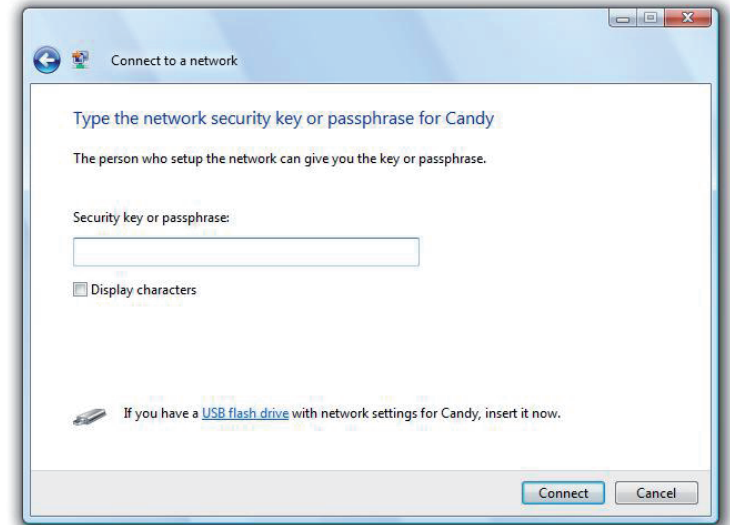 Connect to a network
Type the network security key or passphrase for Candy
The person who setup the network can give you the key or passphrase.
Security key or passphrase:
Display characters
If you have a USB flash drive with network settings for Candy, insert it now.
Connect Cancel